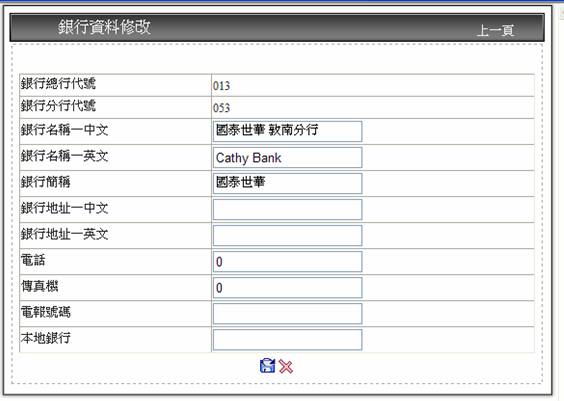 銀行資料修改
上一頁
銀行總行代號 013
銀行分行代號 053
銀行名稱－中文 國泰世華 敦南分行
銀行名稱－英文 Cathy Bank
銀行簡稱 國泰世華
銀行地址－中文
銀行地址－英文
電話 0
傳真機 0
電報號碼
本地銀行